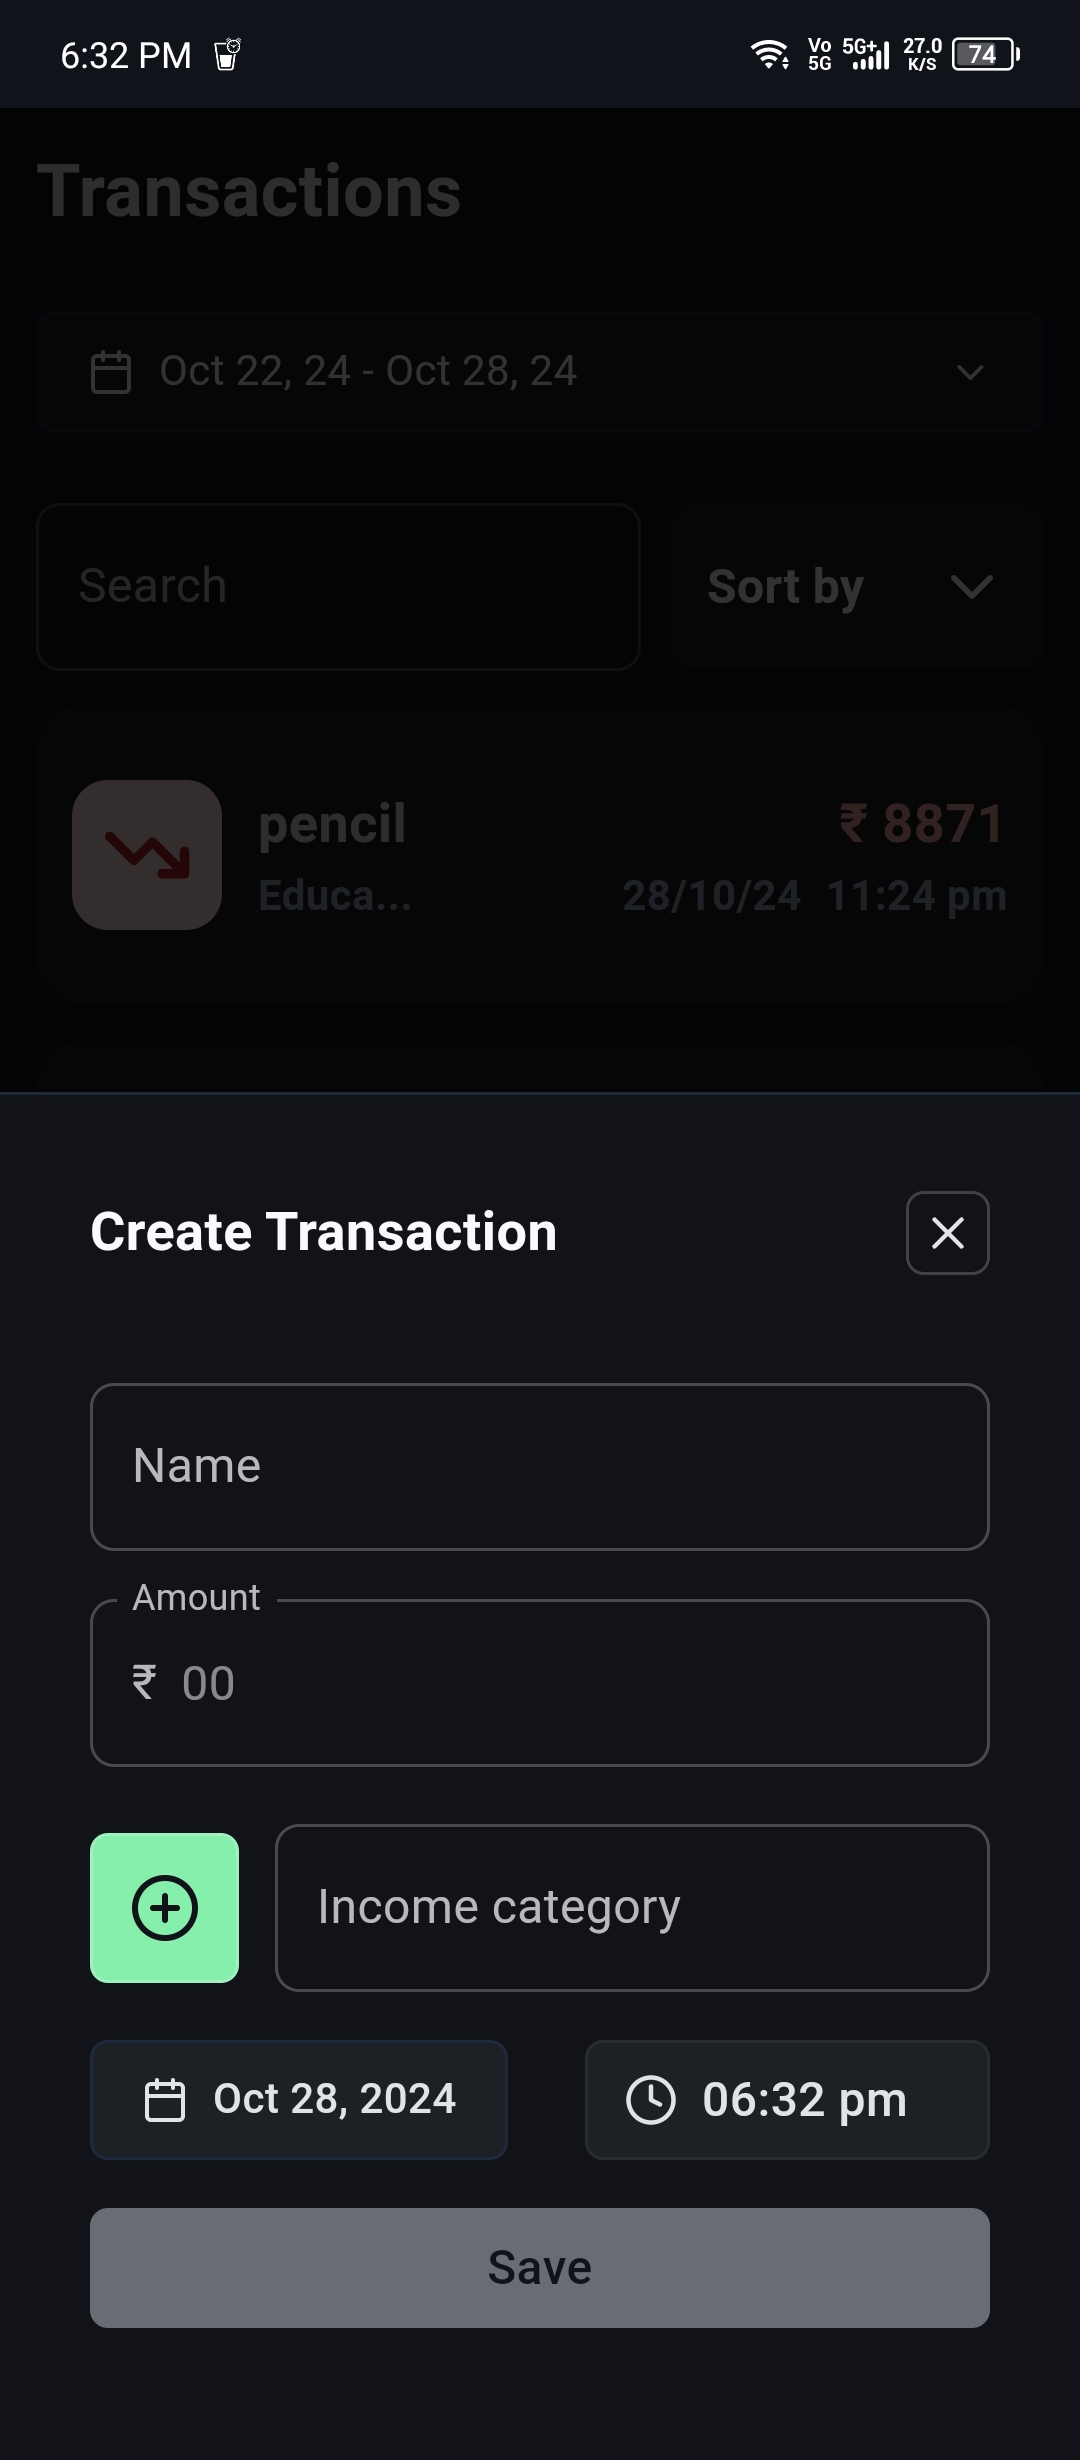 6:32 PM
Vo 5G 5G+ 27.0 K/S 74
Transactions
Oct 22, 24 - Oct 28, 24
Search
Sort by
pencil ₹ 8871
Educa... 28/10/24 11:24 pm
Create Transaction
Name
Amount
₹ 00
Income category
Oct 28, 2024 06:32 pm
Save